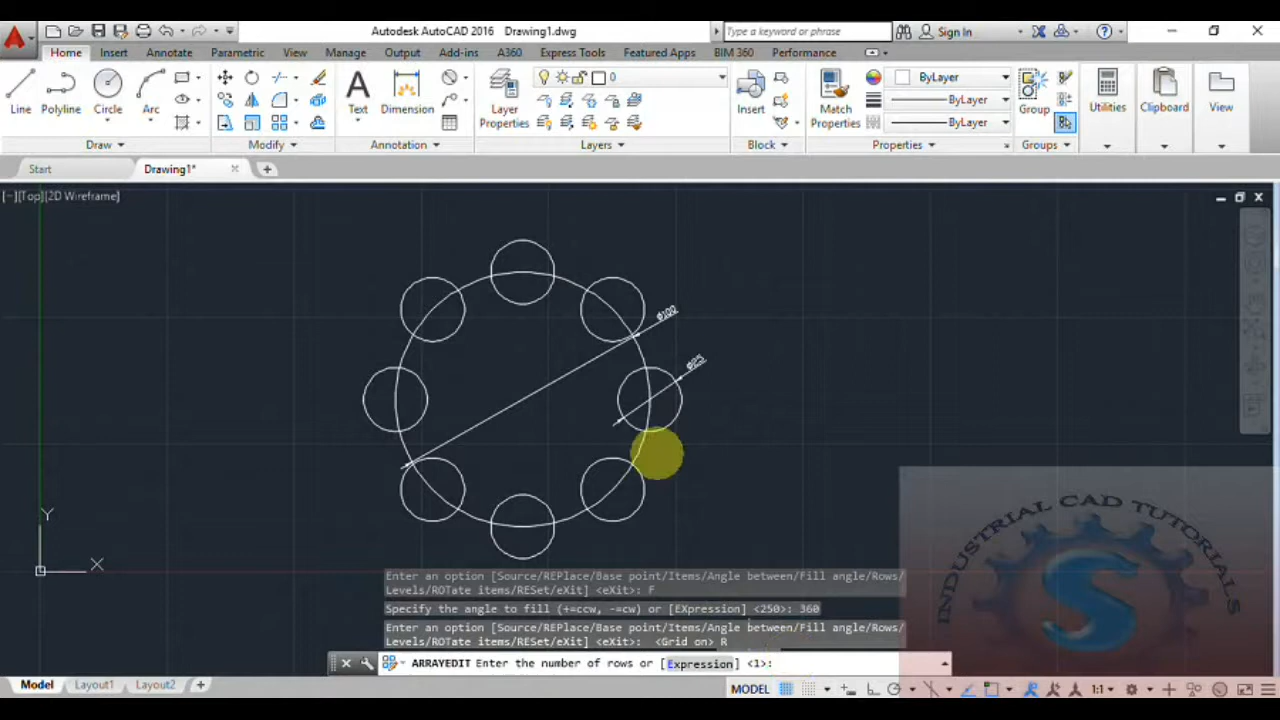 Autodesk AutoCAD 2016 Drawing1.dwg
Type a keyword or phrase
Sign In
Home Insert Annotate Parametric View Manage Output Add-ins A360 Express Tools Featured Apps BIM 360 Performance
Line Polyline Circle Arc
Text Dimension
Layer Properties
0
Insert
Match Properties
ByLayer
ByLayer
ByLayer
Group
Utilities
Clipboard
View
Draw Modify Annotation Layers Block Properties Groups
Start Drawing1*
[−][Top][2D Wireframe]
Ø100
Ø25
Y
X
INDUSTRIAL CAD TUTORIALS
S
Enter an option [Source/REPlace/Base point/Items/Angle between/Fill angle/Rows/
Levels/ROTate items/RESet/eXit] <eXit>: F
Specify the angle to fill (+=ccw, -=cw) or [EXpression] <250>: 360
Enter an option [Source/REPlace/Base point/Items/Angle between/Fill angle/Rows/
Levels/ROTate items/RESet/eXit] <eXit>: <Grid on> R
ARRAYEDIT Enter the number of rows or [Expression] <1>:
Model Layout1 Layout2
MODEL
1:1